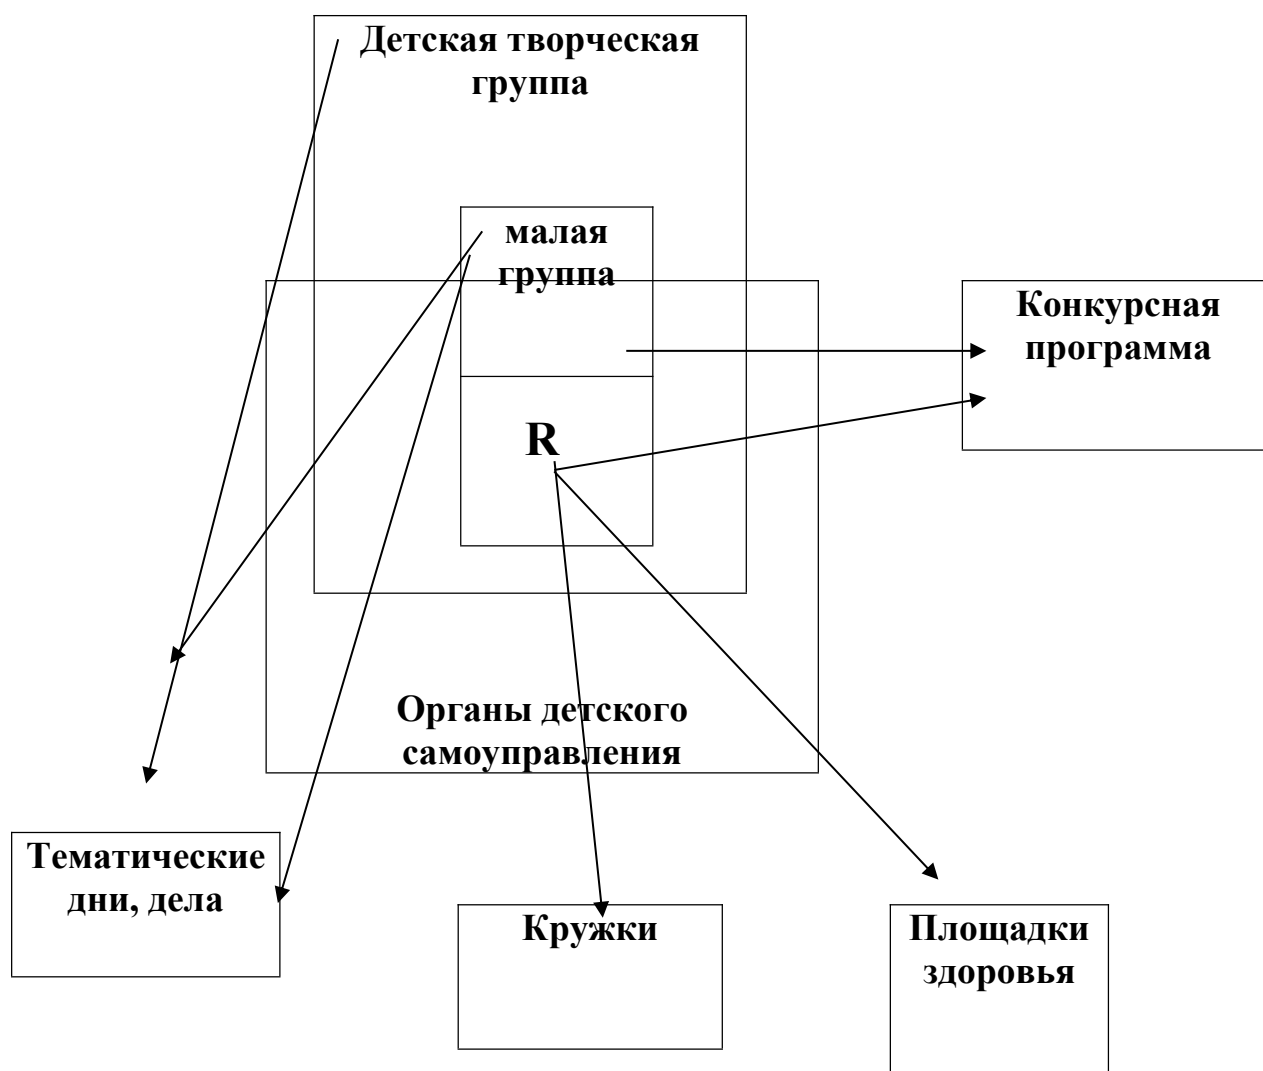 Детская творческая
группа
малая
группа
Конкурсная
программа
R
Органы детского
самоуправления
Тематические
дни, дела
Кружки
Площадки
здоровья